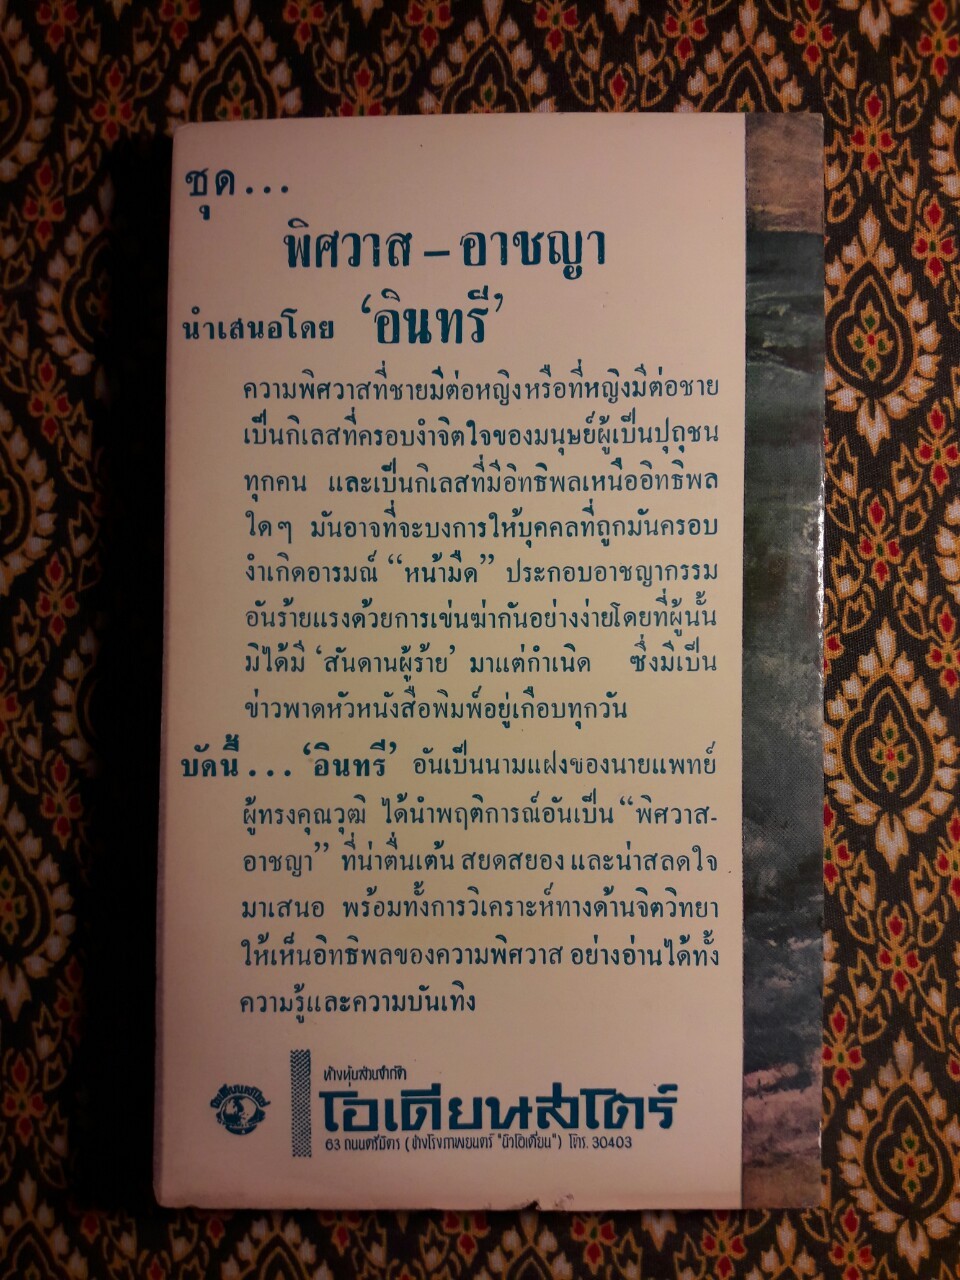 ชุด...
พิศวาส – อาชญา
นำเสนอโดย ‘อินทรี’
ความพิศวาสที่ชายมีต่อหญิงหรือที่หญิงมีต่อชาย
เป็นกิเลสที่ครอบงำจิตใจของมนุษย์ผู้เป็นปุถุชน
ทุกคน และเป็นกิเลสที่มีอิทธิพลเหนืออิทธิพล
ใดๆ มันอาจที่จะบงการให้บุคคลที่ถูกมันครอบ
งำเกิดอารมณ์ “หน้ามืด” ประกอบอาชญากรรม
อันร้ายแรงด้วยการเข่นฆ่ากันอย่างง่ายโดยที่ผู้นั้น
มิได้มี ‘สันดานผู้ร้าย’ มาแต่กำเนิด ซึ่งมีเป็น
ข่าวพาดหัวหนังสือพิมพ์อยู่เกือบทุกวัน
บัดนี้... ‘อินทรี’ อันเป็นนามแฝงของนายแพทย์
ผู้ทรงคุณวุฒิ ได้นำพฤติการณ์อันเป็น “พิศวาส-
อาชญา” ที่น่าตื่นเต้น สยดสยอง และน่าสลดใจ
มาเสนอ พร้อมทั้งการวิเคราะห์ทางด้านจิตวิทยา
ให้เห็นอิทธิพลของความพิศวาส อย่างอ่านได้ทั้ง
ความรู้และความบันเทิง
ห้างหุ้นส่วนจำกัด
โอเดียนสโตร์
63 ถนนตรีมิตร (ข้างโรงภาพยนตร์ "นิวโอเดียน") โทร. 30403